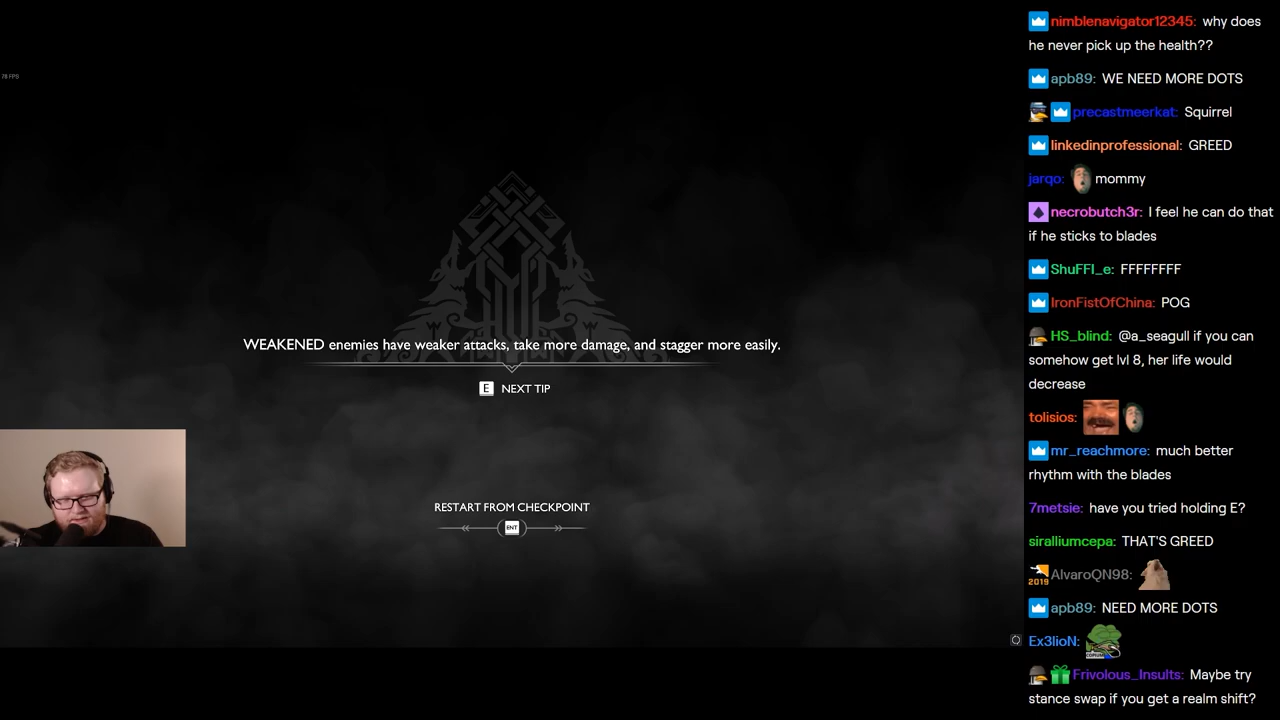 78 FPS
WEAKENED enemies have weaker attacks, take more damage, and stagger more easily.
E NEXT TIP
RESTART FROM CHECKPOINT
ENT
nimblenavigator12345: why does
he never pick up the health??
apb89: WE NEED MORE DOTS
precastmeerkat: Squirrel
linkedinprofessional: GREED
jarqo: mommy
necrobutch3r: I feel he can do that
if he sticks to blades
ShuFFl_e: FFFFFFFF
IronFistOfChina: POG
HS_blind: @a_seagull if you can
somehow get lvl 8, her life would
decrease
tolisios:
mr_reachmore: much better
rhythm with the blades
7metsie: have you tried holding E?
siralliumcepa: THAT'S GREED
2019 AlvaroQN98:
apb89: NEED MORE DOTS
Ex3lioN:
Frivolous_Insults: Maybe try
stance swap if you get a realm shift?